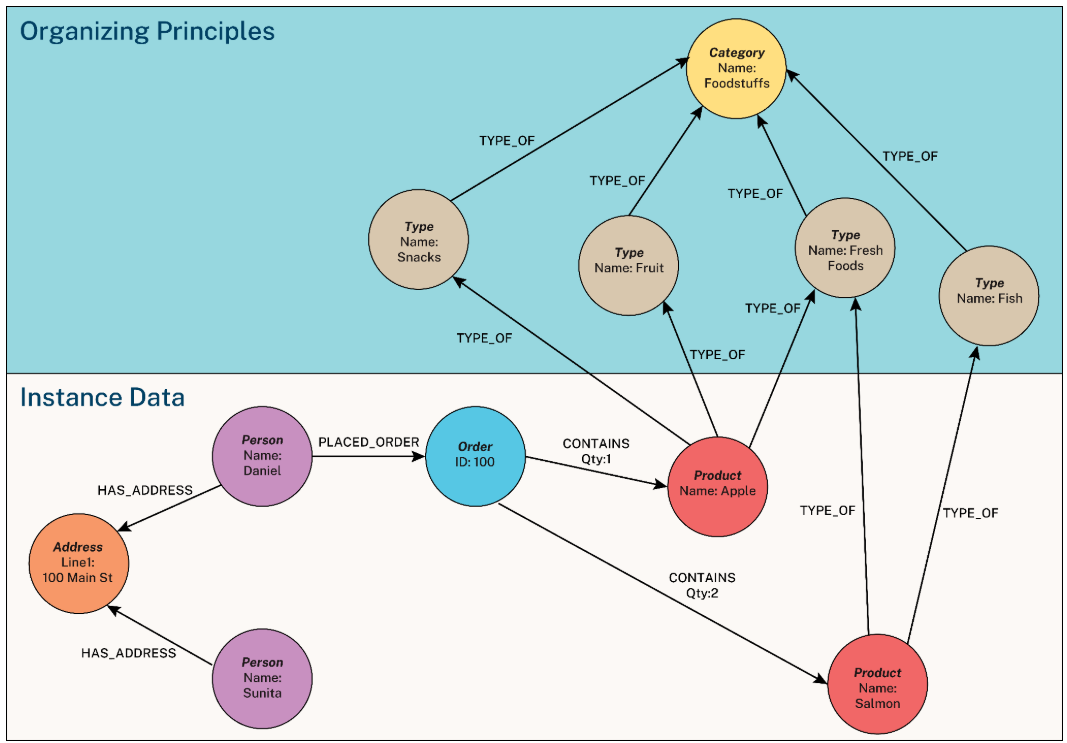 Organizing Principles
Category
Name:
Foodstuffs
TYPE_OF
TYPE_OF
TYPE_OF
TYPE_OF
Type
Name:
Snacks
Type
Name: Fruit
Type
Name: Fresh
Foods
Type
Name: Fish
TYPE_OF
TYPE_OF
TYPE_OF
Instance Data
Person
Name:
Daniel
PLACED_ORDER
Order
ID: 100
CONTAINS
Qty:1
Product
Name: Apple
HAS_ADDRESS
TYPE_OF
TYPE_OF
Address
Line1:
100 Main St
CONTAINS
Qty:2
HAS_ADDRESS
Person
Name:
Sunita
Product
Name:
Salmon